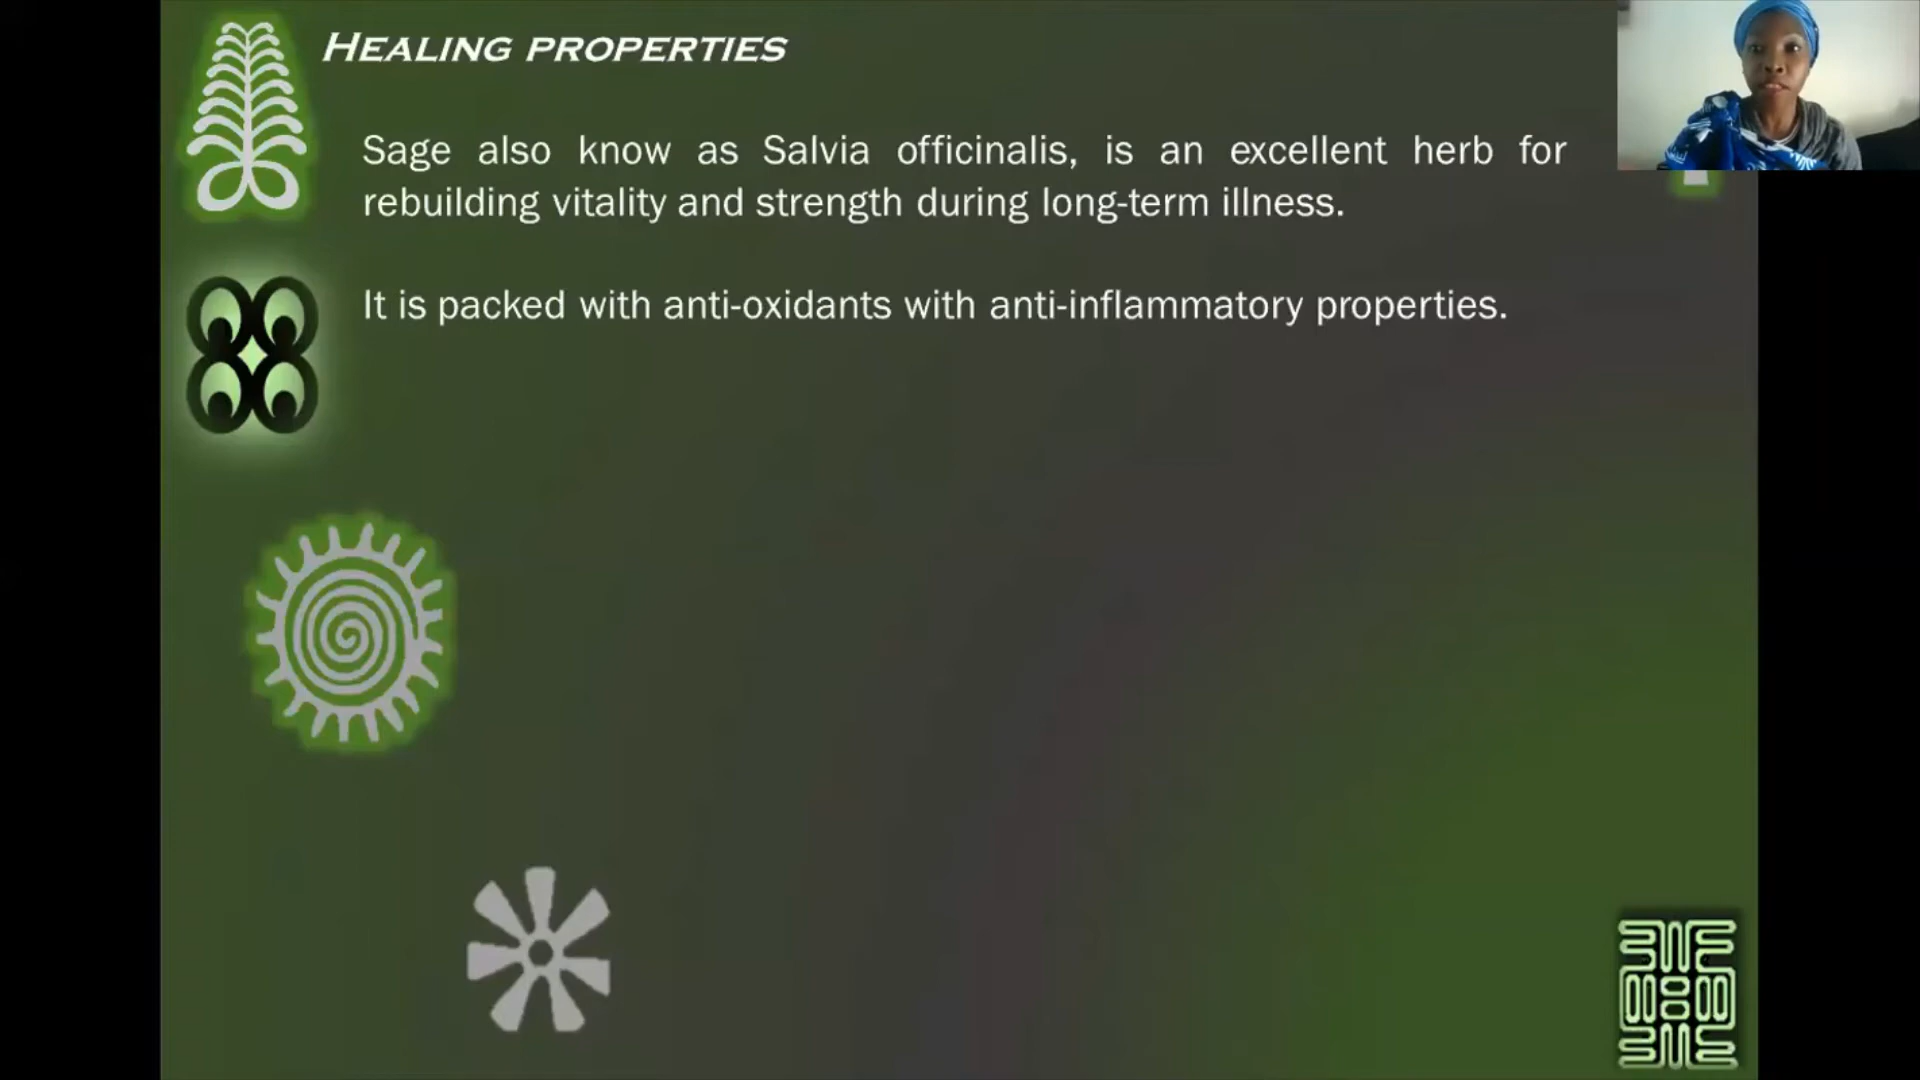 HEALING PROPERTIES
Sage also know as Salvia officinalis, is an excellent herb for
rebuilding vitality and strength during long-term illness.
It is packed with anti-oxidants with anti-inflammatory properties.